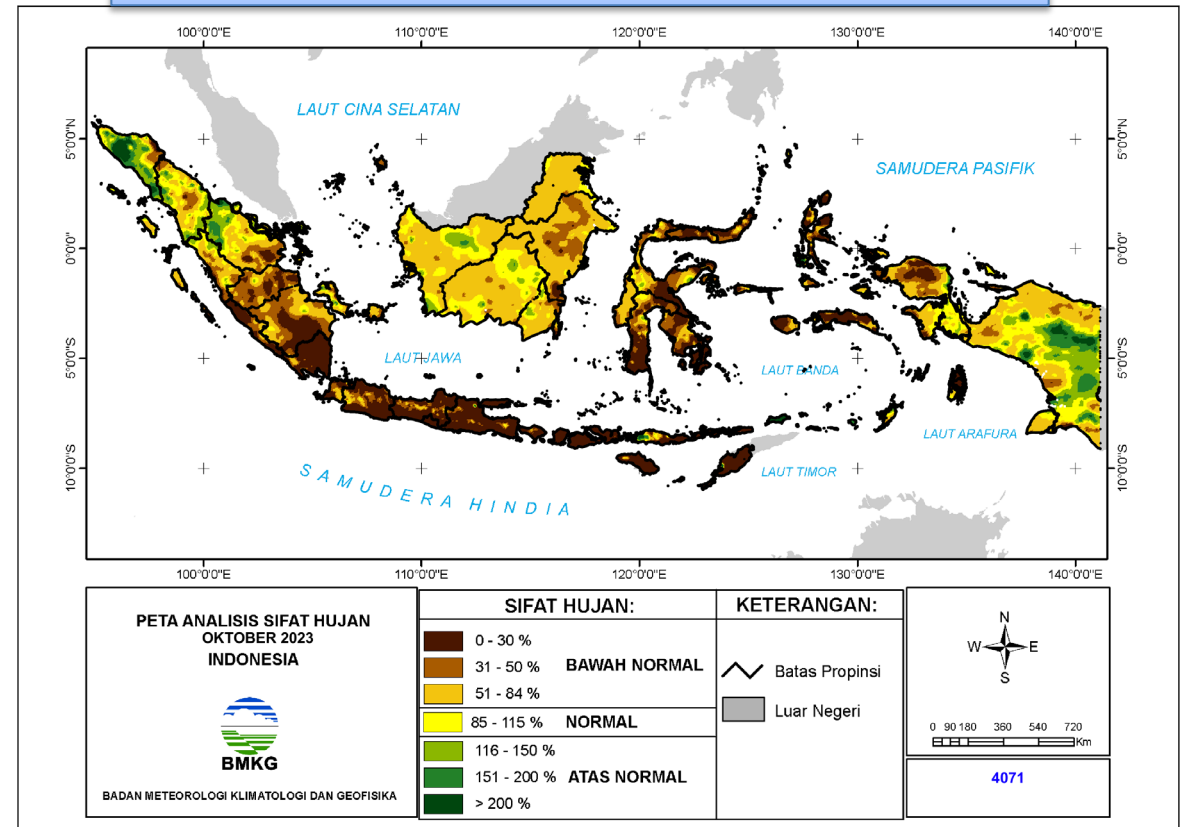 100°0'0"E 110°0'0"E 120°0'0"E 130°0'0"E 140°0'0"E
LAUT CINA SELATAN
5°0'0"N 5°0'0"N
SAMUDERA PASIFIK
0°0'0" 0°0'0"
LAUT JAWA
5°0'0"S 5°0'0"S
LAUT BANDA
LAUT ARAFURA
10°0'0"S 10°0'0"S
LAUT TIMOR
SAMUDERA HINDIA
100°0'0"E 110°0'0"E 120°0'0"E 130°0'0"E 140°0'0"E
PETA ANALISIS SIFAT HUJAN
OKTOBER 2023
INDONESIA
BMKG
BADAN METEOROLOGI KLIMATOLOGI DAN GEOFISIKA
SIFAT HUJAN:
0 - 30 %
31 - 50 % BAWAH NORMAL
51 - 84 %
85 - 115 % NORMAL
116 - 150 %
151 - 200 % ATAS NORMAL
> 200 %
KETERANGAN:
Batas Propinsi
Luar Negeri
N
W E
S
0 90 180 360 540 720
Km
4071